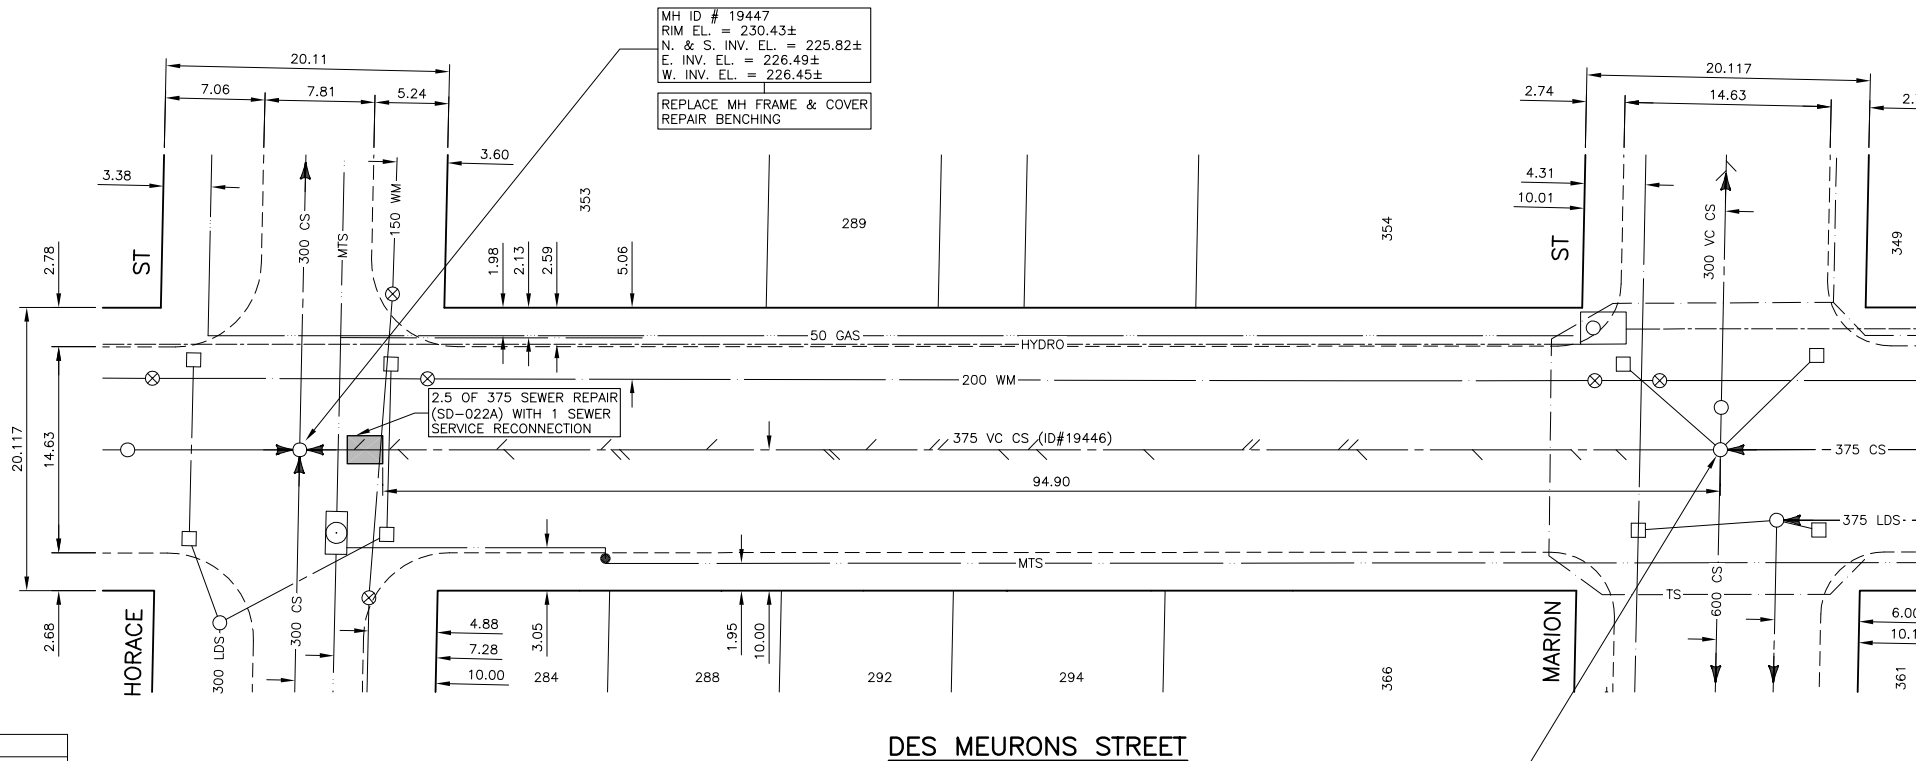 MH ID # 19447
RIM EL. = 230.43±
N. & S. INV. EL. = 225.82±
E. INV. EL. = 226.49±
W. INV. EL. = 226.45±
REPLACE MH FRAME & COVER
REPAIR BENCHING
20.11
7.06
7.81
5.24
20.117
2.74
14.63
2.
3.38
3.60
4.31
10.01
300 CS
MTS
150 WM
353
289
354
300 VC CS
349
ST
ST
2.78
1.98
2.13
2.59
5.06
50 GAS
HYDRO
200 WM
2.5 OF 375 SEWER REPAIR
(SD-022A) WITH 1 SEWER
SERVICE RECONNECTION
375 VC CS (ID#19446)
375 CS
20.117
14.63
94.90
375 LDS
MTS
TS
600 CS
HORACE
MARION
2.68
300 LDS
300 CS
4.88
7.28
10.00
3.05
1.95
10.00
284
288
292
294
366
6.00
10.1
361
DES MEURONS STREET